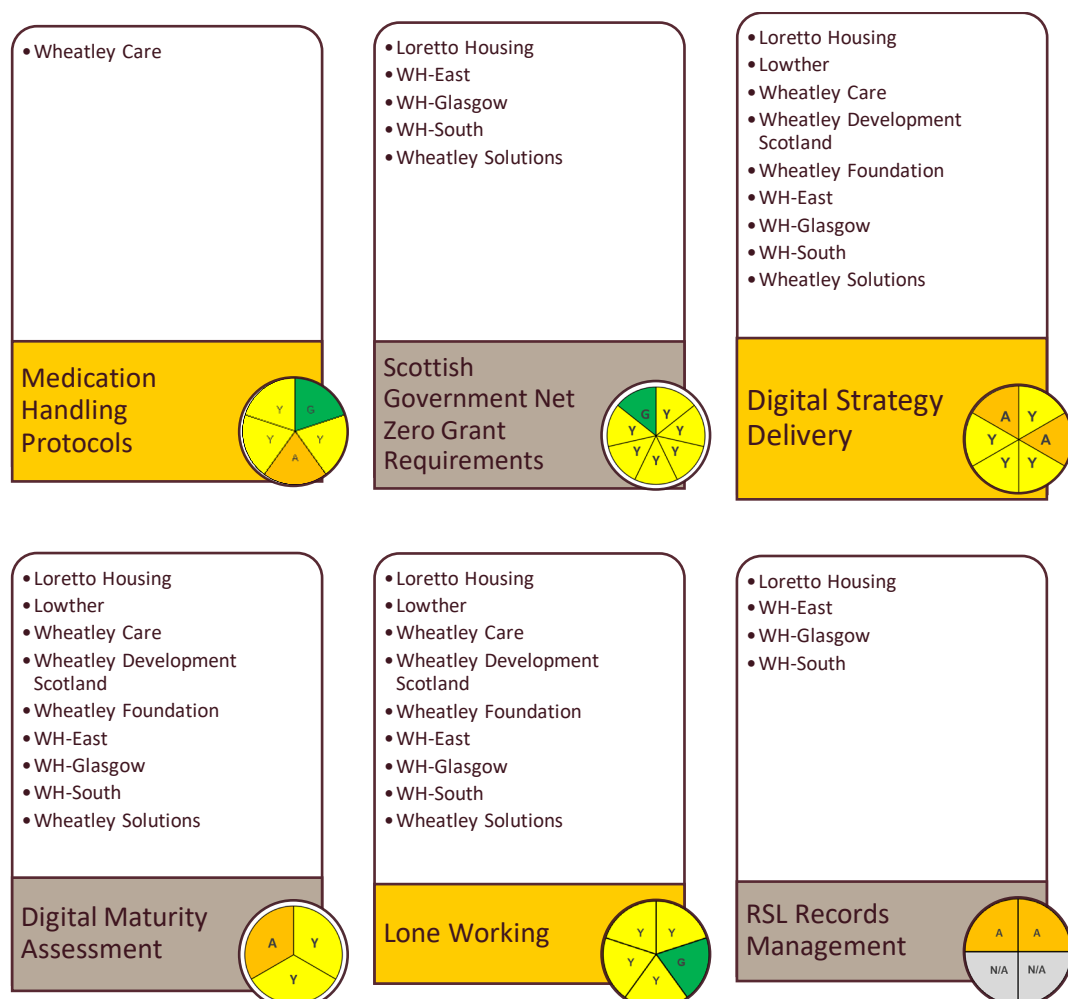 •Wheatley Care
Medication
Handling
Protocols
Y
G
Y
Y
A
•Loretto Housing
•WH-East
•WH-Glasgow
•WH-South
•Wheatley Solutions
Scottish
Government Net
Zero Grant
Requirements
G
Y
Y
Y
Y
Y
Y
•Loretto Housing
•Lowther
•Wheatley Care
•Wheatley Development
Scotland
•Wheatley Foundation
•WH-East
•WH-Glasgow
•WH-South
•Wheatley Solutions
Digital Strategy
Delivery
A
Y
Y
A
Y
Y
•Loretto Housing
•Lowther
•Wheatley Care
•Wheatley Development
Scotland
•Wheatley Foundation
•WH-East
•WH-Glasgow
•WH-South
•Wheatley Solutions
Digital Maturity
Assessment
A
Y
Y
•Loretto Housing
•Lowther
•Wheatley Care
•Wheatley Development
Scotland
•Wheatley Foundation
•WH-East
•WH-Glasgow
•WH-South
•Wheatley Solutions
Lone Working
Y
Y
Y
G
Y
•Loretto Housing
•WH-East
•WH-Glasgow
•WH-South
RSL Records
Management
A
A
N/A
N/A